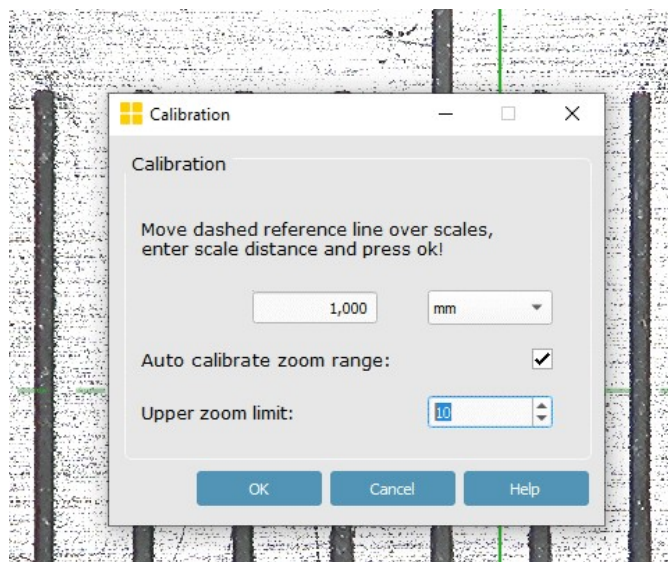 Calibration
Calibration
Move dashed reference line over scales,
enter scale distance and press ok!
1,000 mm
Auto calibrate zoom range:
Upper zoom limit: 10
OK Cancel Help